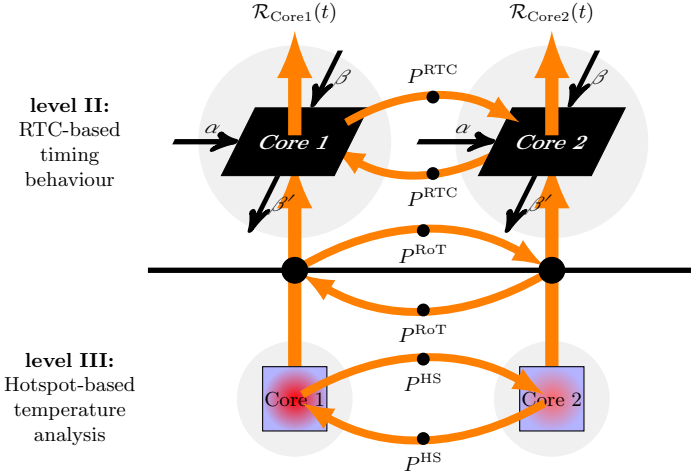 ℛ_Core1(t)
ℛ_Core2(t)
level II:
RTC-based
timing
behaviour
β
β
P^RTC
α
Core 1
α
Core 2
P^RTC
β′
β′
P^RoT
P^RoT
level III:
Hotspot-based
temperature
analysis
P^HS
Core 1
Core 2
P^HS